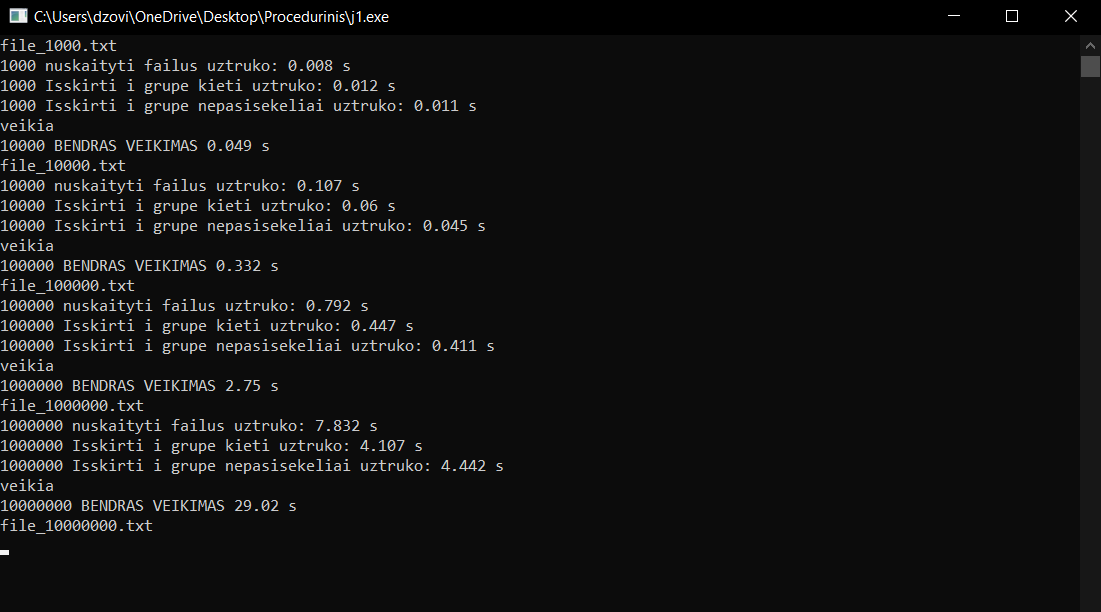 C:\Users\dzovi\OneDrive\Desktop\Procedurinis\j1.exe
file_1000.txt
1000 nuskaityti failus uztruko: 0.008 s
1000 Isskirti i grupe kieti uztruko: 0.012 s
1000 Isskirti i grupe nepasisekeliai uztruko: 0.011 s
veikia
10000 BENDRAS VEIKIMAS 0.049 s
file_10000.txt
10000 nuskaityti failus uztruko: 0.107 s
10000 Isskirti i grupe kieti uztruko: 0.06 s
10000 Isskirti i grupe nepasisekeliai uztruko: 0.045 s
veikia
100000 BENDRAS VEIKIMAS 0.332 s
file_100000.txt
100000 nuskaityti failus uztruko: 0.792 s
100000 Isskirti i grupe kieti uztruko: 0.447 s
100000 Isskirti i grupe nepasisekeliai uztruko: 0.411 s
veikia
1000000 BENDRAS VEIKIMAS 2.75 s
file_1000000.txt
1000000 nuskaityti failus uztruko: 7.832 s
1000000 Isskirti i grupe kieti uztruko: 4.107 s
1000000 Isskirti i grupe nepasisekeliai uztruko: 4.442 s
veikia
10000000 BENDRAS VEIKIMAS 29.02 s
file_10000000.txt